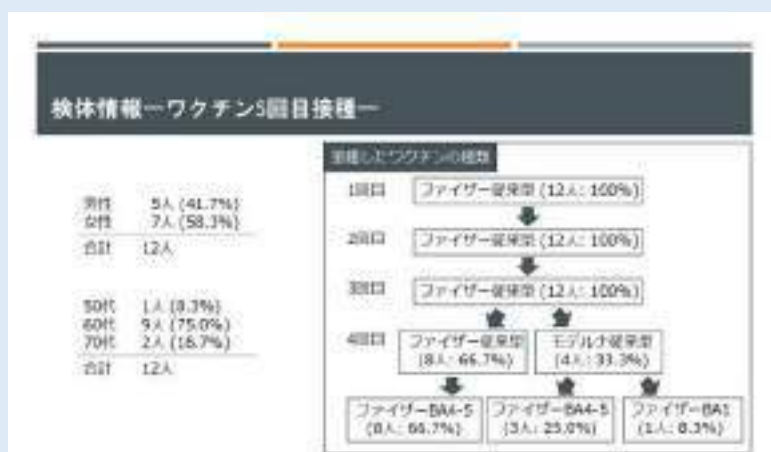 検体情報ーワクチン5回目接種ー
接種したワクチンの種類
男性 5人 (41.7%)
女性 7人 (58.3%)
合計 12人
50代 1人 (8.3%)
60代 9人 (75.0%)
70代 2人 (16.7%)
合計 12人
1回目 ファイザー従来型 (12人: 100%)
2回目 ファイザー従来型 (12人: 100%)
3回目 ファイザー従来型 (12人: 100%)
4回目 ファイザー従来型 モデルナ従来型
(8人: 66.7%) (4人: 33.3%)
ファイザーBA4-5 ファイザーBA4-5 ファイザーBA1
(8人: 66.7%) (3人: 25.0%) (1人: 8.3%)